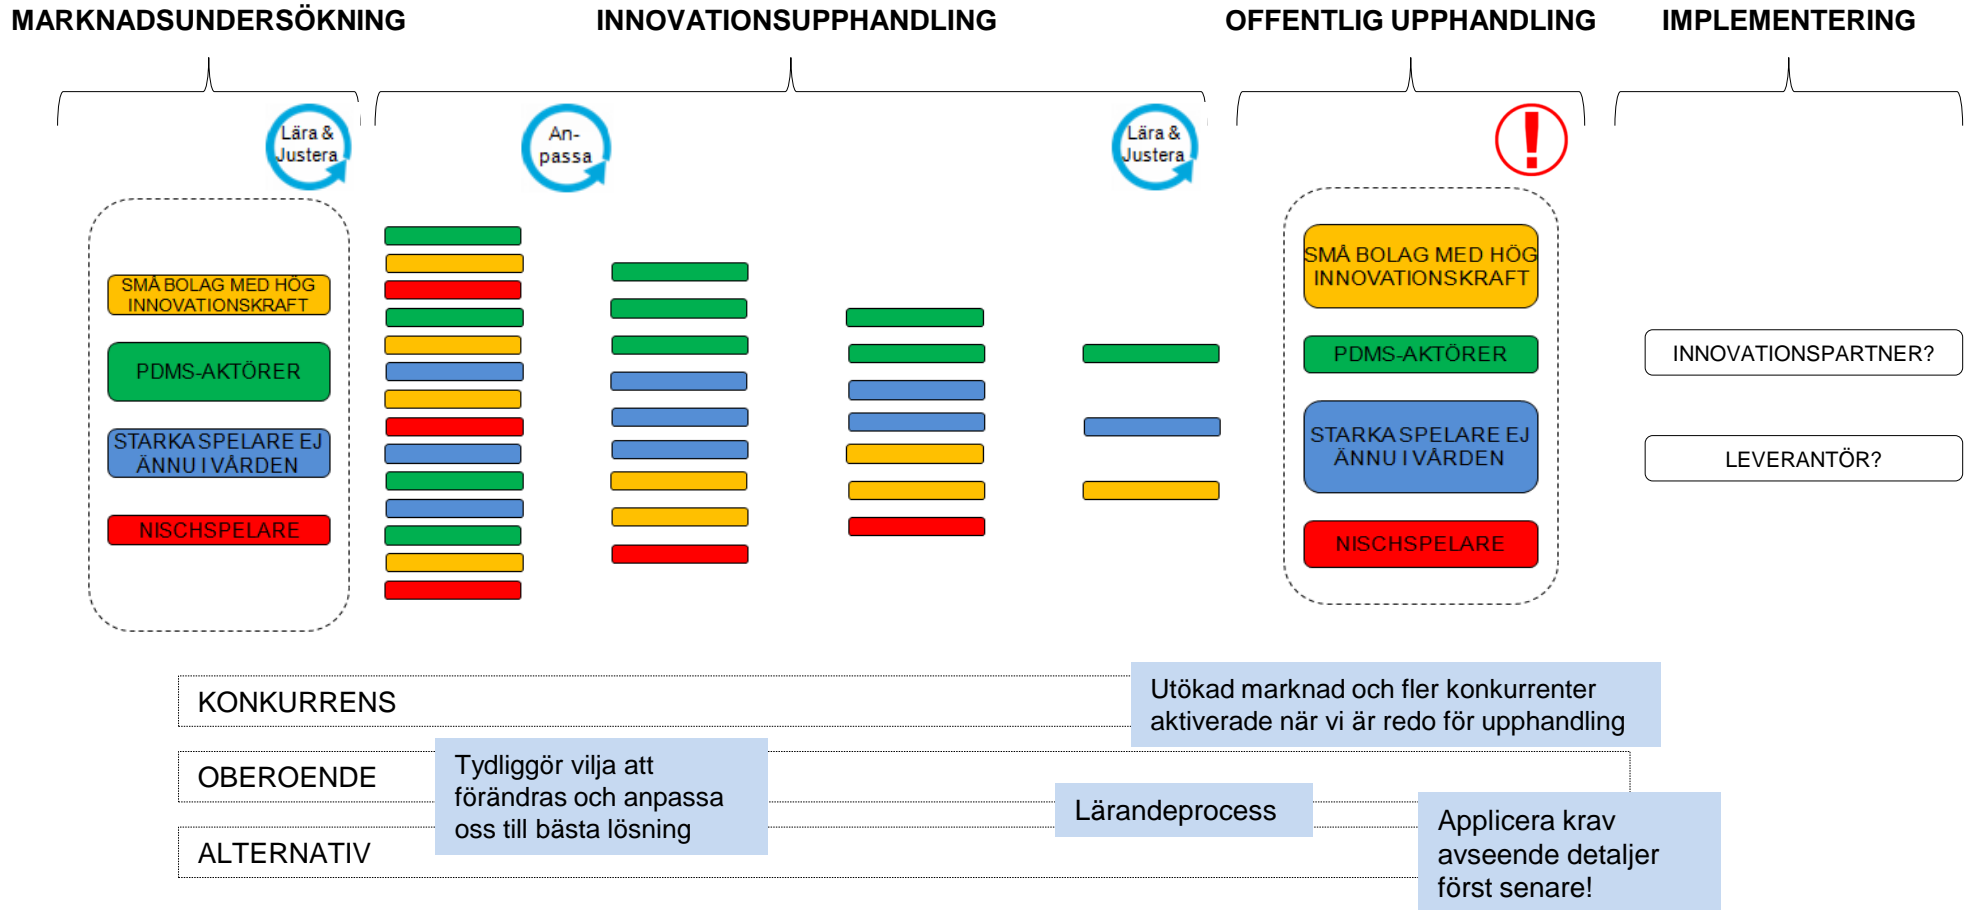 MARKNADSUNDERSÖKNING
INNOVATIONSUPPHANDLING
OFFENTLIG UPPHANDLING
IMPLEMENTERING
Lära &
Justera
An-
passa
Lära &
Justera
!
SMÅ BOLAG MED HÖG
INNOVATIONSKRAFT
PDMS-AKTÖRER
STARKA SPELARE EJ
ÄNNU I VÅRDEN
NISCHSPELARE
SMÅ BOLAG MED HÖG
INNOVATIONSKRAFT
PDMS-AKTÖRER
STARKA SPELARE EJ
ÄNNU I VÅRDEN
NISCHSPELARE
INNOVATIONSPARTNER?
LEVERANTÖR?
KONKURRENS
Utökad marknad och fler konkurrenter
aktiverade när vi är redo för upphandling
OBEROENDE
Tydliggör vilja att
förändras och anpassa
oss till bästa lösning
Lärandeprocess
ALTERNATIV
Applicera krav
avseende detaljer
först senare!